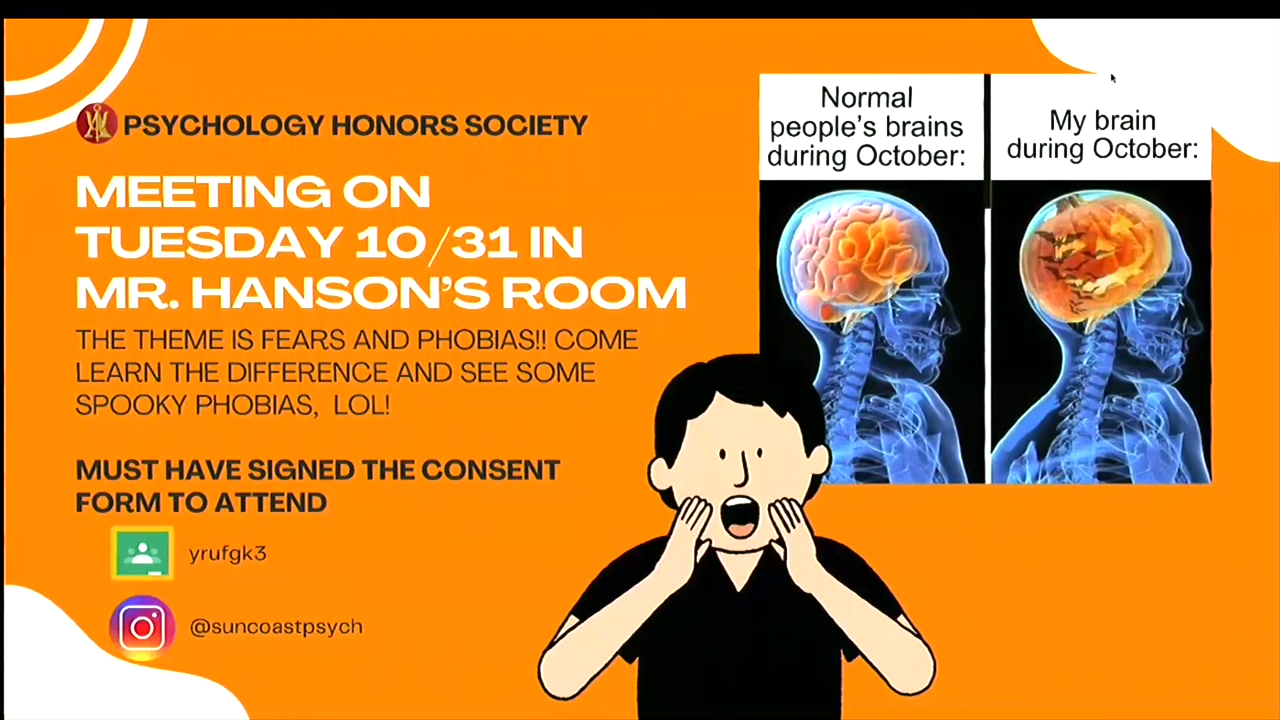 PSYCHOLOGY HONORS SOCIETY
MEETING ON
TUESDAY 10/31 IN
MR. HANSON'S ROOM
THE THEME IS FEARS AND PHOBIAS!! COME
LEARN THE DIFFERENCE AND SEE SOME
SPOOKY PHOBIAS, LOL!
MUST HAVE SIGNED THE CONSENT
FORM TO ATTEND
yrufgk3
@suncoastpsych
Normal
people's brains
during October:
My brain
during October: